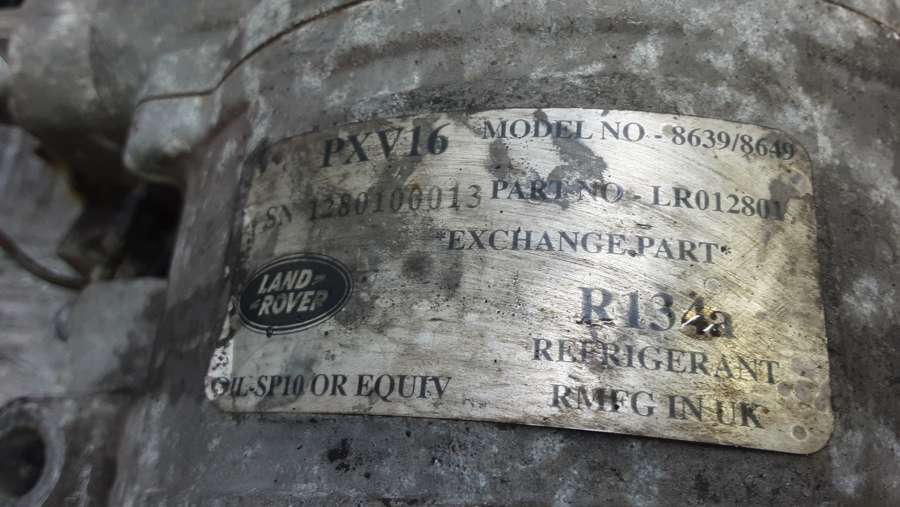 PXV16 MODEL NO - 8639/8649
SN 1280100013 PART NO - LR012801
*EXCHANGE PART*
LAND
ROVER
R134a
REFRIGERANT
OIL-SP10 OR EQUIV
RMFG IN UK